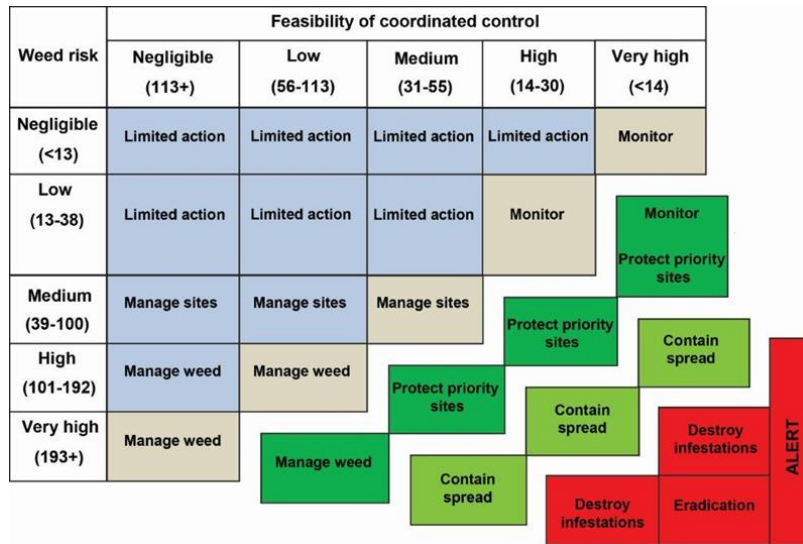 Feasibility of coordinated control
Weed risk
Negligible
(113+)
Low
(56-113)
Medium
(31-55)
High
(14-30)
Very high
(<14)
Negligible
(<13)
Limited action
Limited action
Limited action
Limited action
Monitor
Low
(13-38)
Limited action
Limited action
Limited action
Monitor
Monitor
Protect priority
sites
Medium
(39-100)
Manage sites
Manage sites
Manage sites
Protect priority
sites
Contain
spread
High
(101-192)
Manage weed
Manage weed
Protect priority
sites
Contain
spread
Destroy
infestations
Very high
(193+)
Manage weed
Manage weed
Contain
spread
Destroy
infestations
Eradication
ALERT